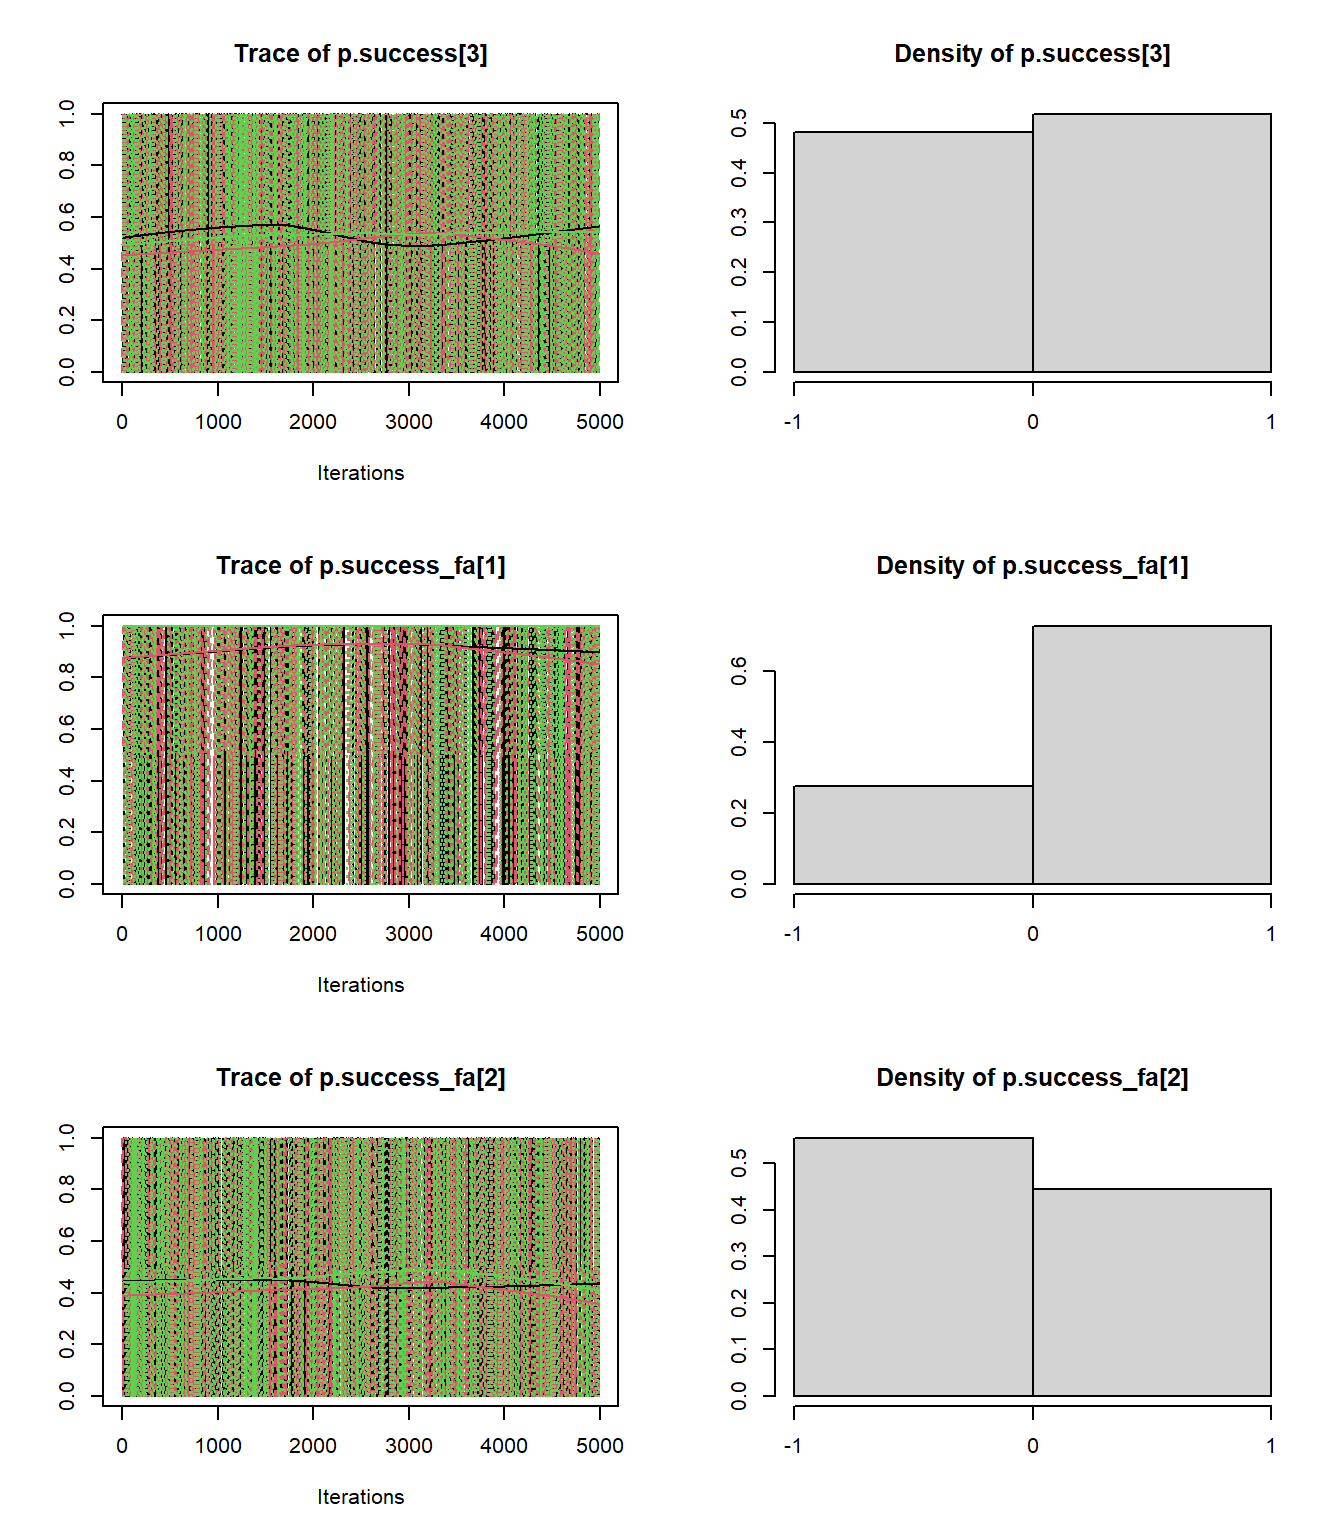 Trace of p.success[3]
Density of p.success[3]
0.0 0.2 0.4 0.6 0.8 1.0
0.0 0.1 0.2 0.3 0.4 0.5
0 1000 2000 3000 4000 5000
-1 0 1
Iterations
Trace of p.success_fa[1]
Density of p.success_fa[1]
0.0 0.2 0.4 0.6 0.8 1.0
0.0 0.2 0.4 0.6
0 1000 2000 3000 4000 5000
-1 0 1
Iterations
Trace of p.success_fa[2]
Density of p.success_fa[2]
0.0 0.2 0.4 0.6 0.8 1.0
0.0 0.1 0.2 0.3 0.4 0.5
0 1000 2000 3000 4000 5000
-1 0 1
Iterations